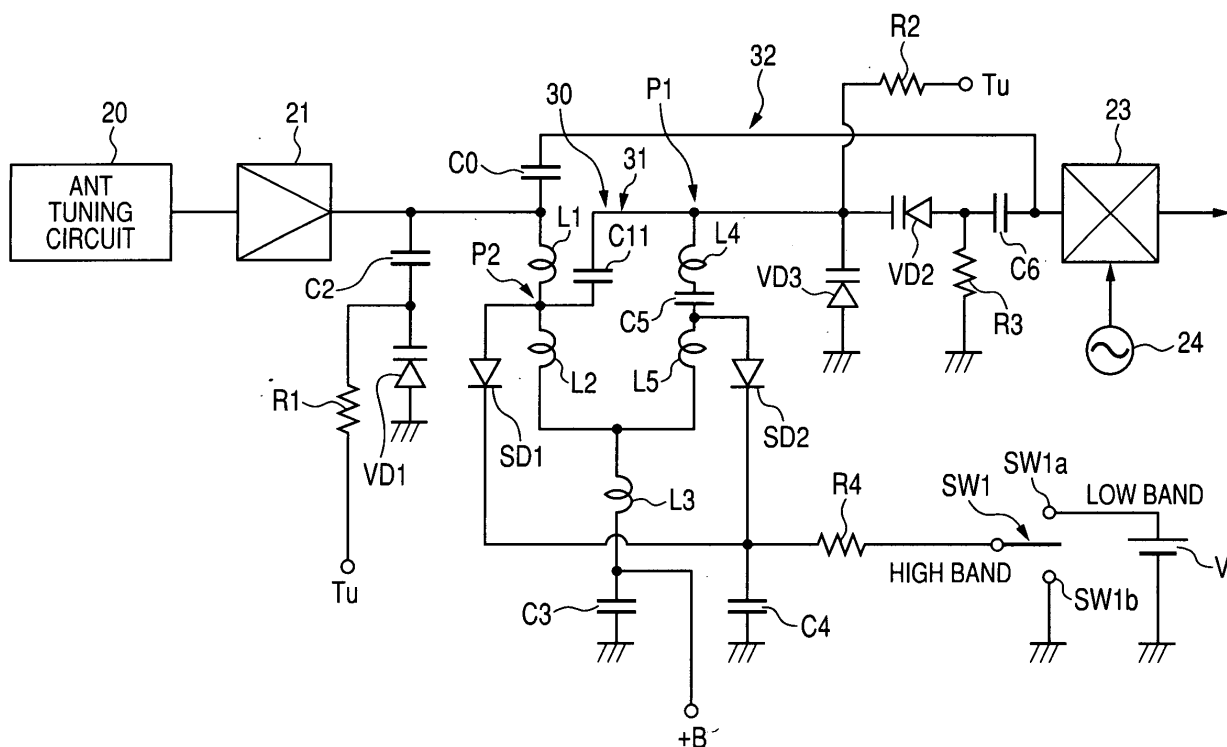 R2
32
Tu
P1
30
20
21
23
31
C0
ANT
TUNING
CIRCUIT
L1
C11
L4
P2
C2
VD2
C6
VD3
C5
R3
24
L2
L5
R1
SD1
SD2
VD1
SW1a
SW1
LOW BAND
R4
L3
HIGH BAND
V
Tu
SW1b
C3
C4
+B